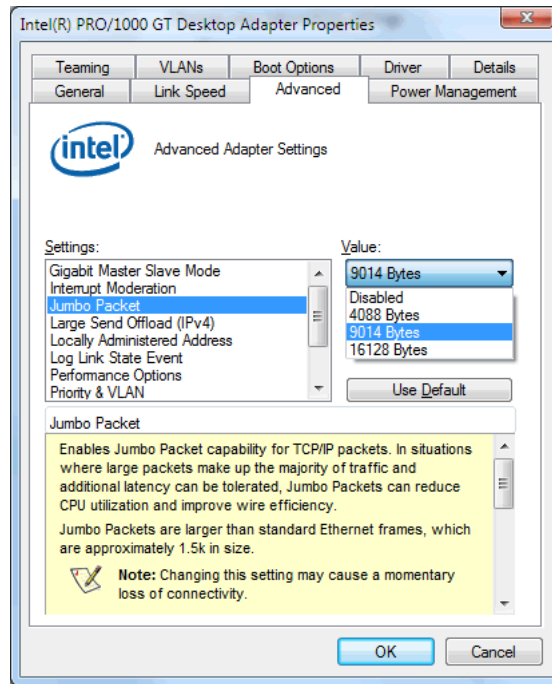 Intel(R) PRO/1000 GT Desktop Adapter Properties
Teaming VLANs Boot Options Driver Details
General Link Speed Advanced Power Management
intel Advanced Adapter Settings
Settings:
Value:
Gigabit Master Slave Mode
Interrupt Moderation
Jumbo Packet
Large Send Offload (IPv4)
Locally Administered Address
Log Link State Event
Performance Options
Priority & VLAN
9014 Bytes
Disabled
4088 Bytes
9014 Bytes
16128 Bytes
Use Default
Jumbo Packet
Enables Jumbo Packet capability for TCP/IP packets. In situations
where large packets make up the majority of traffic and
additional latency can be tolerated, Jumbo Packets can reduce
CPU utilization and improve wire efficiency.
Jumbo Packets are larger than standard Ethernet frames, which
are approximately 1.5k in size.
Note: Changing this setting may cause a momentary
loss of connectivity.
OK Cancel